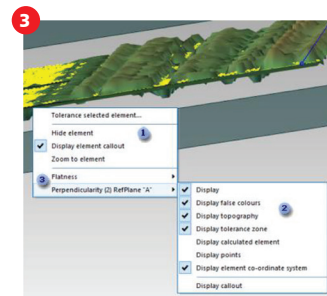 3
Tolerance selected element...
Hide element
1
Display element callout
Zoom to element
3
Flatness
Perpendicularity (2) RefPlane "A"
Display
Display false colours
2
Display topography
Display tolerance zone
Display calculated element
Display points
Display element co-ordinate system
Display callout